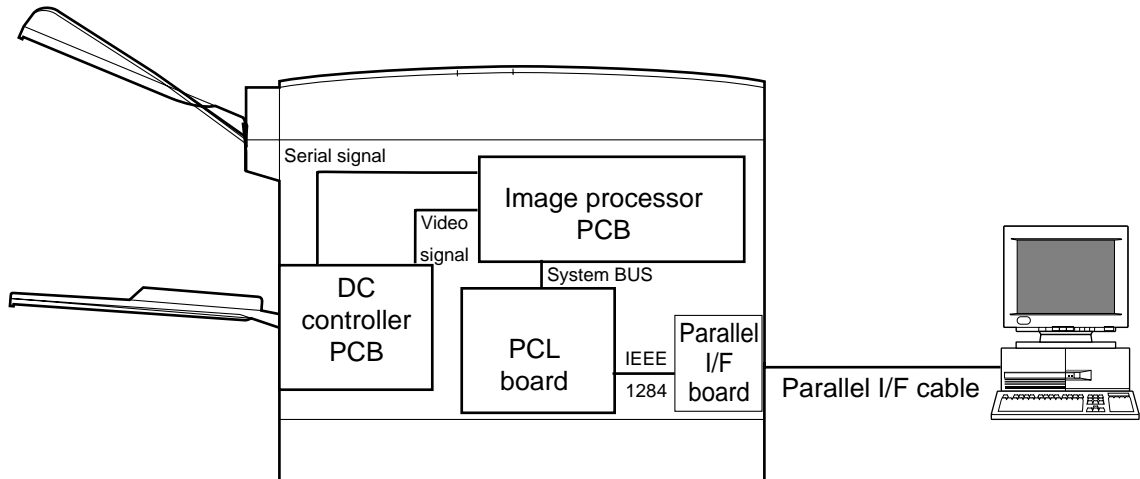 Serial signal
Image processor
PCB
Video
signal
System BUS
DC
controller
PCB
PCL
board
IEEE
1284
Parallel
I/F
board
Parallel I/F cable